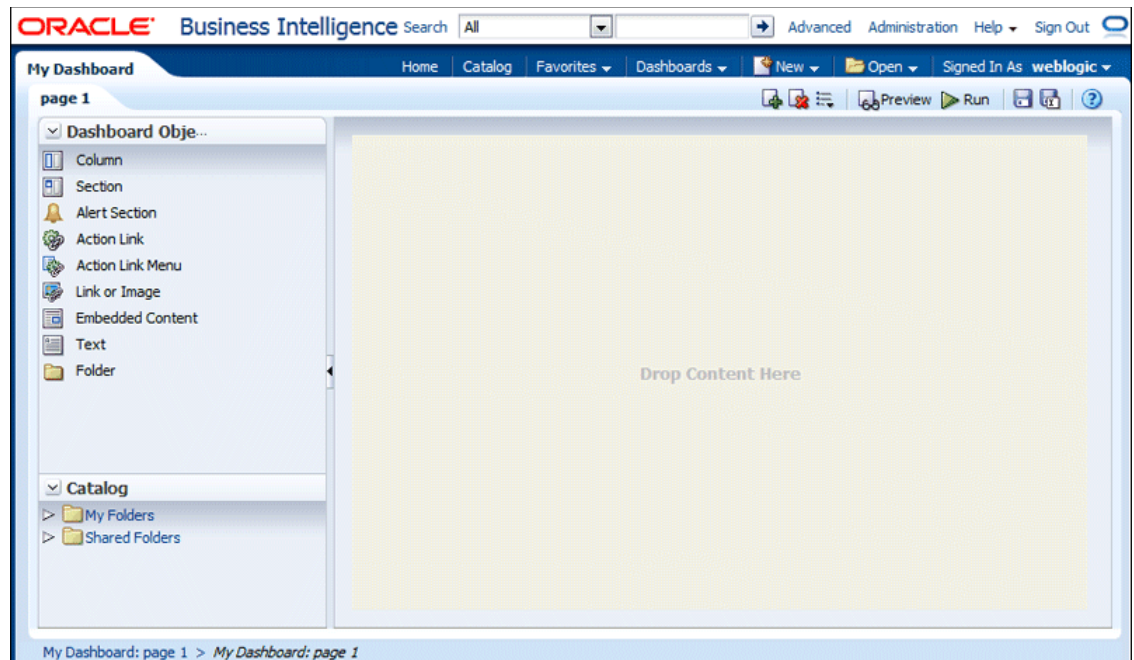 ORACLE Business Intelligence Search All Advanced Administration Help Sign Out
My Dashboard Home Catalog Favorites Dashboards New Open Signed In As weblogic
page 1 Preview Run
Dashboard Obje...
Column
Section
Alert Section
Action Link
Action Link Menu
Link or Image
Embedded Content
Text
Folder
Drop Content Here
Catalog
My Folders
Shared Folders
My Dashboard: page 1 > My Dashboard: page 1